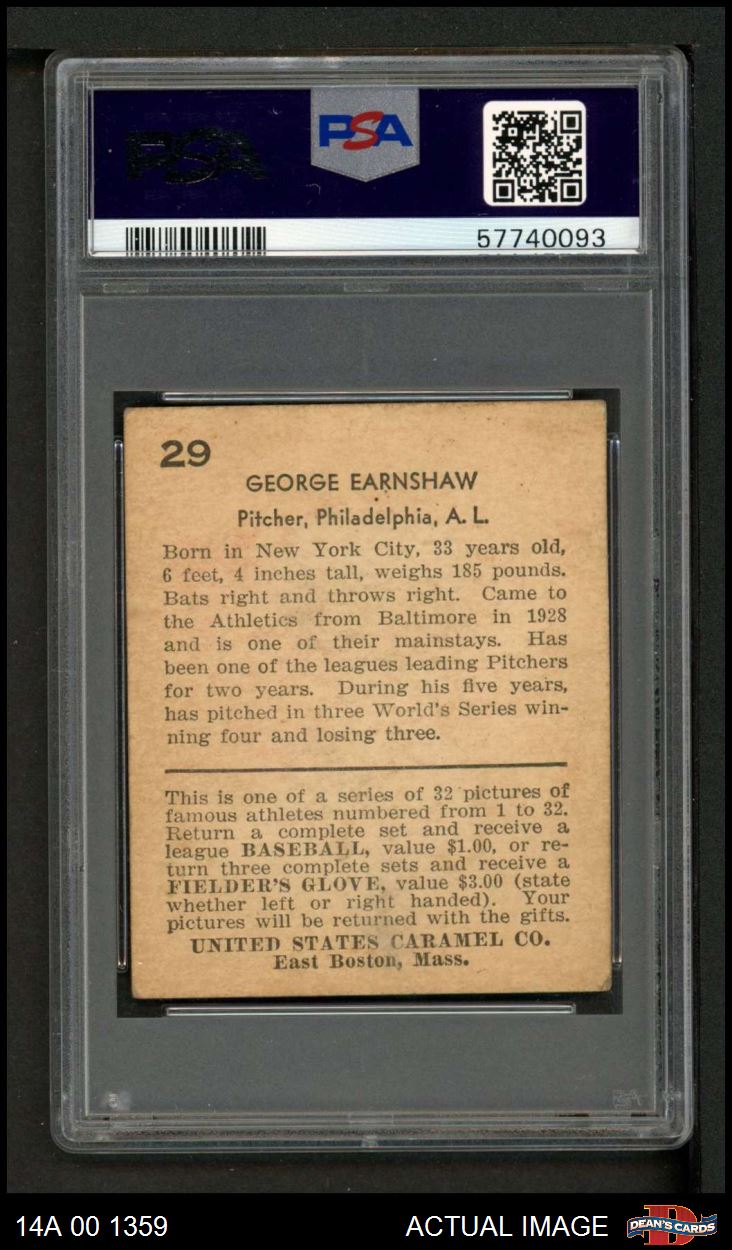 PSA
PSA
57740093
29
GEORGE EARNSHAW
Pitcher, Philadelphia, A. L.
Born in New York City, 33 years old,
6 feet, 4 inches tall, weighs 185 pounds.
Bats right and throws right. Came to
the Athletics from Baltimore in 1928
and is one of their mainstays. Has
been one of the leagues leading Pitchers
for two years. During his five years,
has pitched in three World's Series win-
ning four and losing three.
This is one of a series of 32 pictures of
famous athletes numbered from 1 to 32.
Return a complete set and receive a
league BASEBALL, value $1.00, or re-
turn three complete sets and receive a
FIELDER'S GLOVE, value $3.00 (state
whether left or right handed). Your
pictures will be returned with the gifts.
UNITED STATES CARAMEL CO.
East Boston, Mass.
14A 00 1359
ACTUAL IMAGE
DEAN'S CARDS